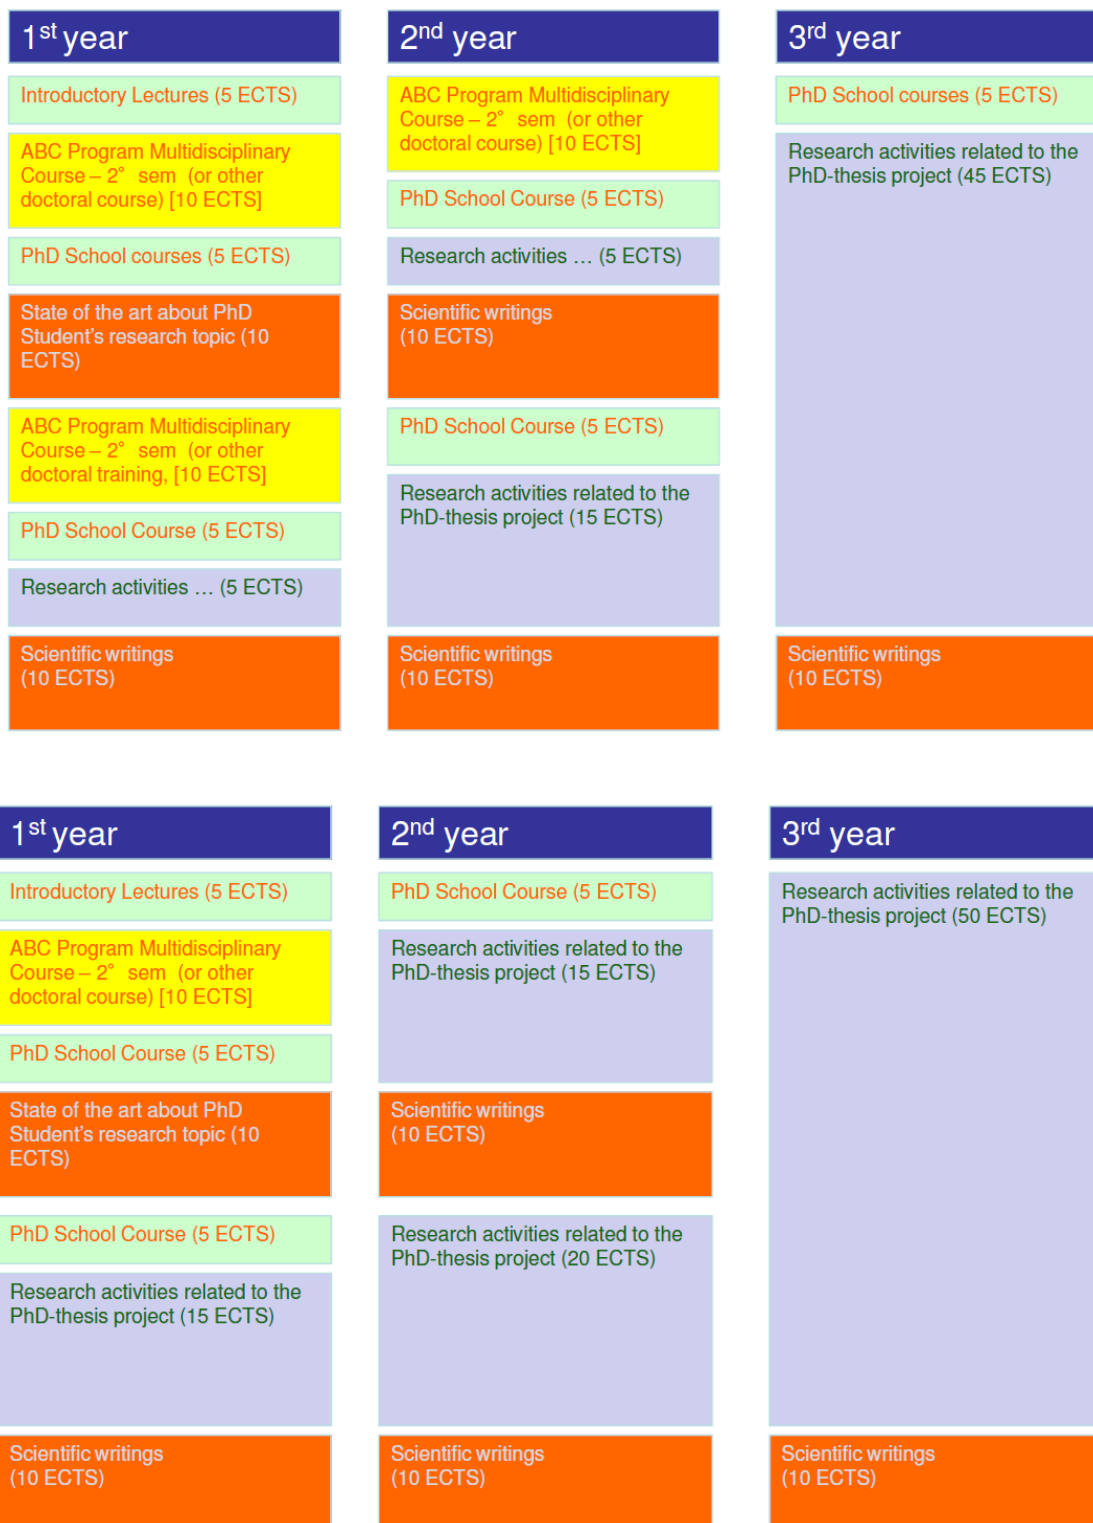 1st year
Introductory Lectures (5 ECTS)
ABC Program Multidisciplinary
Course – 2° sem (or other
doctoral course) [10 ECTS]
PhD School courses (5 ECTS)
State of the art about PhD
Student's research topic (10
ECTS)
ABC Program Multidisciplinary
Course – 2° sem (or other
doctoral training, [10 ECTS]
PhD School Course (5 ECTS)
Research activities … (5 ECTS)
Scientific writings
(10 ECTS)
2nd year
ABC Program Multidisciplinary
Course – 2° sem (or other
doctoral course) [10 ECTS]
PhD School Course (5 ECTS)
Research activities … (5 ECTS)
Scientific writings
(10 ECTS)
PhD School Course (5 ECTS)
Research activities related to the
PhD-thesis project (15 ECTS)
Scientific writings
(10 ECTS)
3rd year
PhD School courses (5 ECTS)
Research activities related to the
PhD-thesis project (45 ECTS)
Scientific writings
(10 ECTS)
1st year
Introductory Lectures (5 ECTS)
ABC Program Multidisciplinary
Course – 2° sem (or other
doctoral course) [10 ECTS]
PhD School Course (5 ECTS)
State of the art about PhD
Student's research topic (10
ECTS)
PhD School Course (5 ECTS)
Research activities related to the
PhD-thesis project (15 ECTS)
Scientific writings
(10 ECTS)
2nd year
PhD School Course (5 ECTS)
Research activities related to the
PhD-thesis project (15 ECTS)
Scientific writings
(10 ECTS)
Research activities related to the
PhD-thesis project (20 ECTS)
Scientific writings
(10 ECTS)
3rd year
Research activities related to the
PhD-thesis project (50 ECTS)
Scientific writings
(10 ECTS)